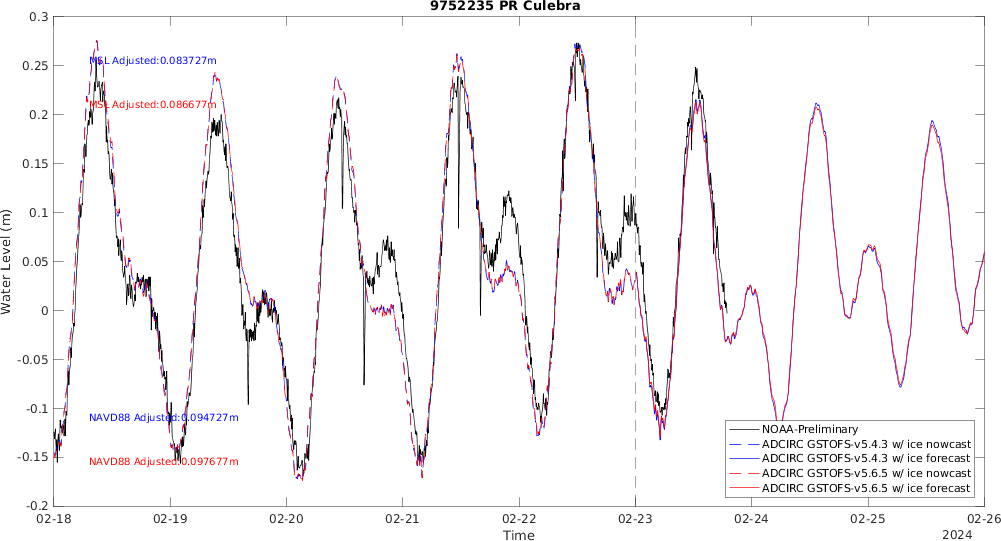 9752235 PR Culebra
0.3
0.25
0.2
0.15
0.1
0.05
0
-0.05
-0.1
-0.15
-0.2
Water Level (m)
MSL Adjusted:0.083727m
MSL Adjusted:0.086677m
NAVD88 Adjusted:0.094727m
NAVD88 Adjusted:0.097677m
NOAA-Preliminary
ADCIRC GSTOFS-v5.4.3 w/ ice nowcast
ADCIRC GSTOFS-v5.4.3 w/ ice forecast
ADCIRC GSTOFS-v5.6.5 w/ ice nowcast
ADCIRC GSTOFS-v5.6.5 w/ ice forecast
02-18 02-19 02-20 02-21 02-22 02-23 02-24 02-25 02-26
Time
2024